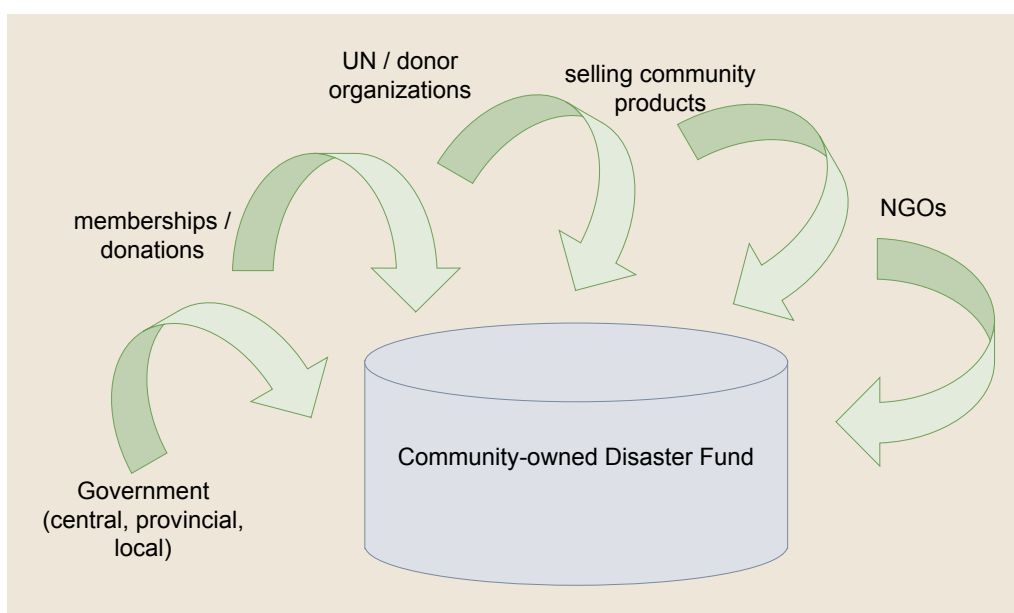 UN / donor
organizations
selling community
products
memberships /
donations
NGOs
Government
(central, provincial,
local)
Community-owned Disaster Fund